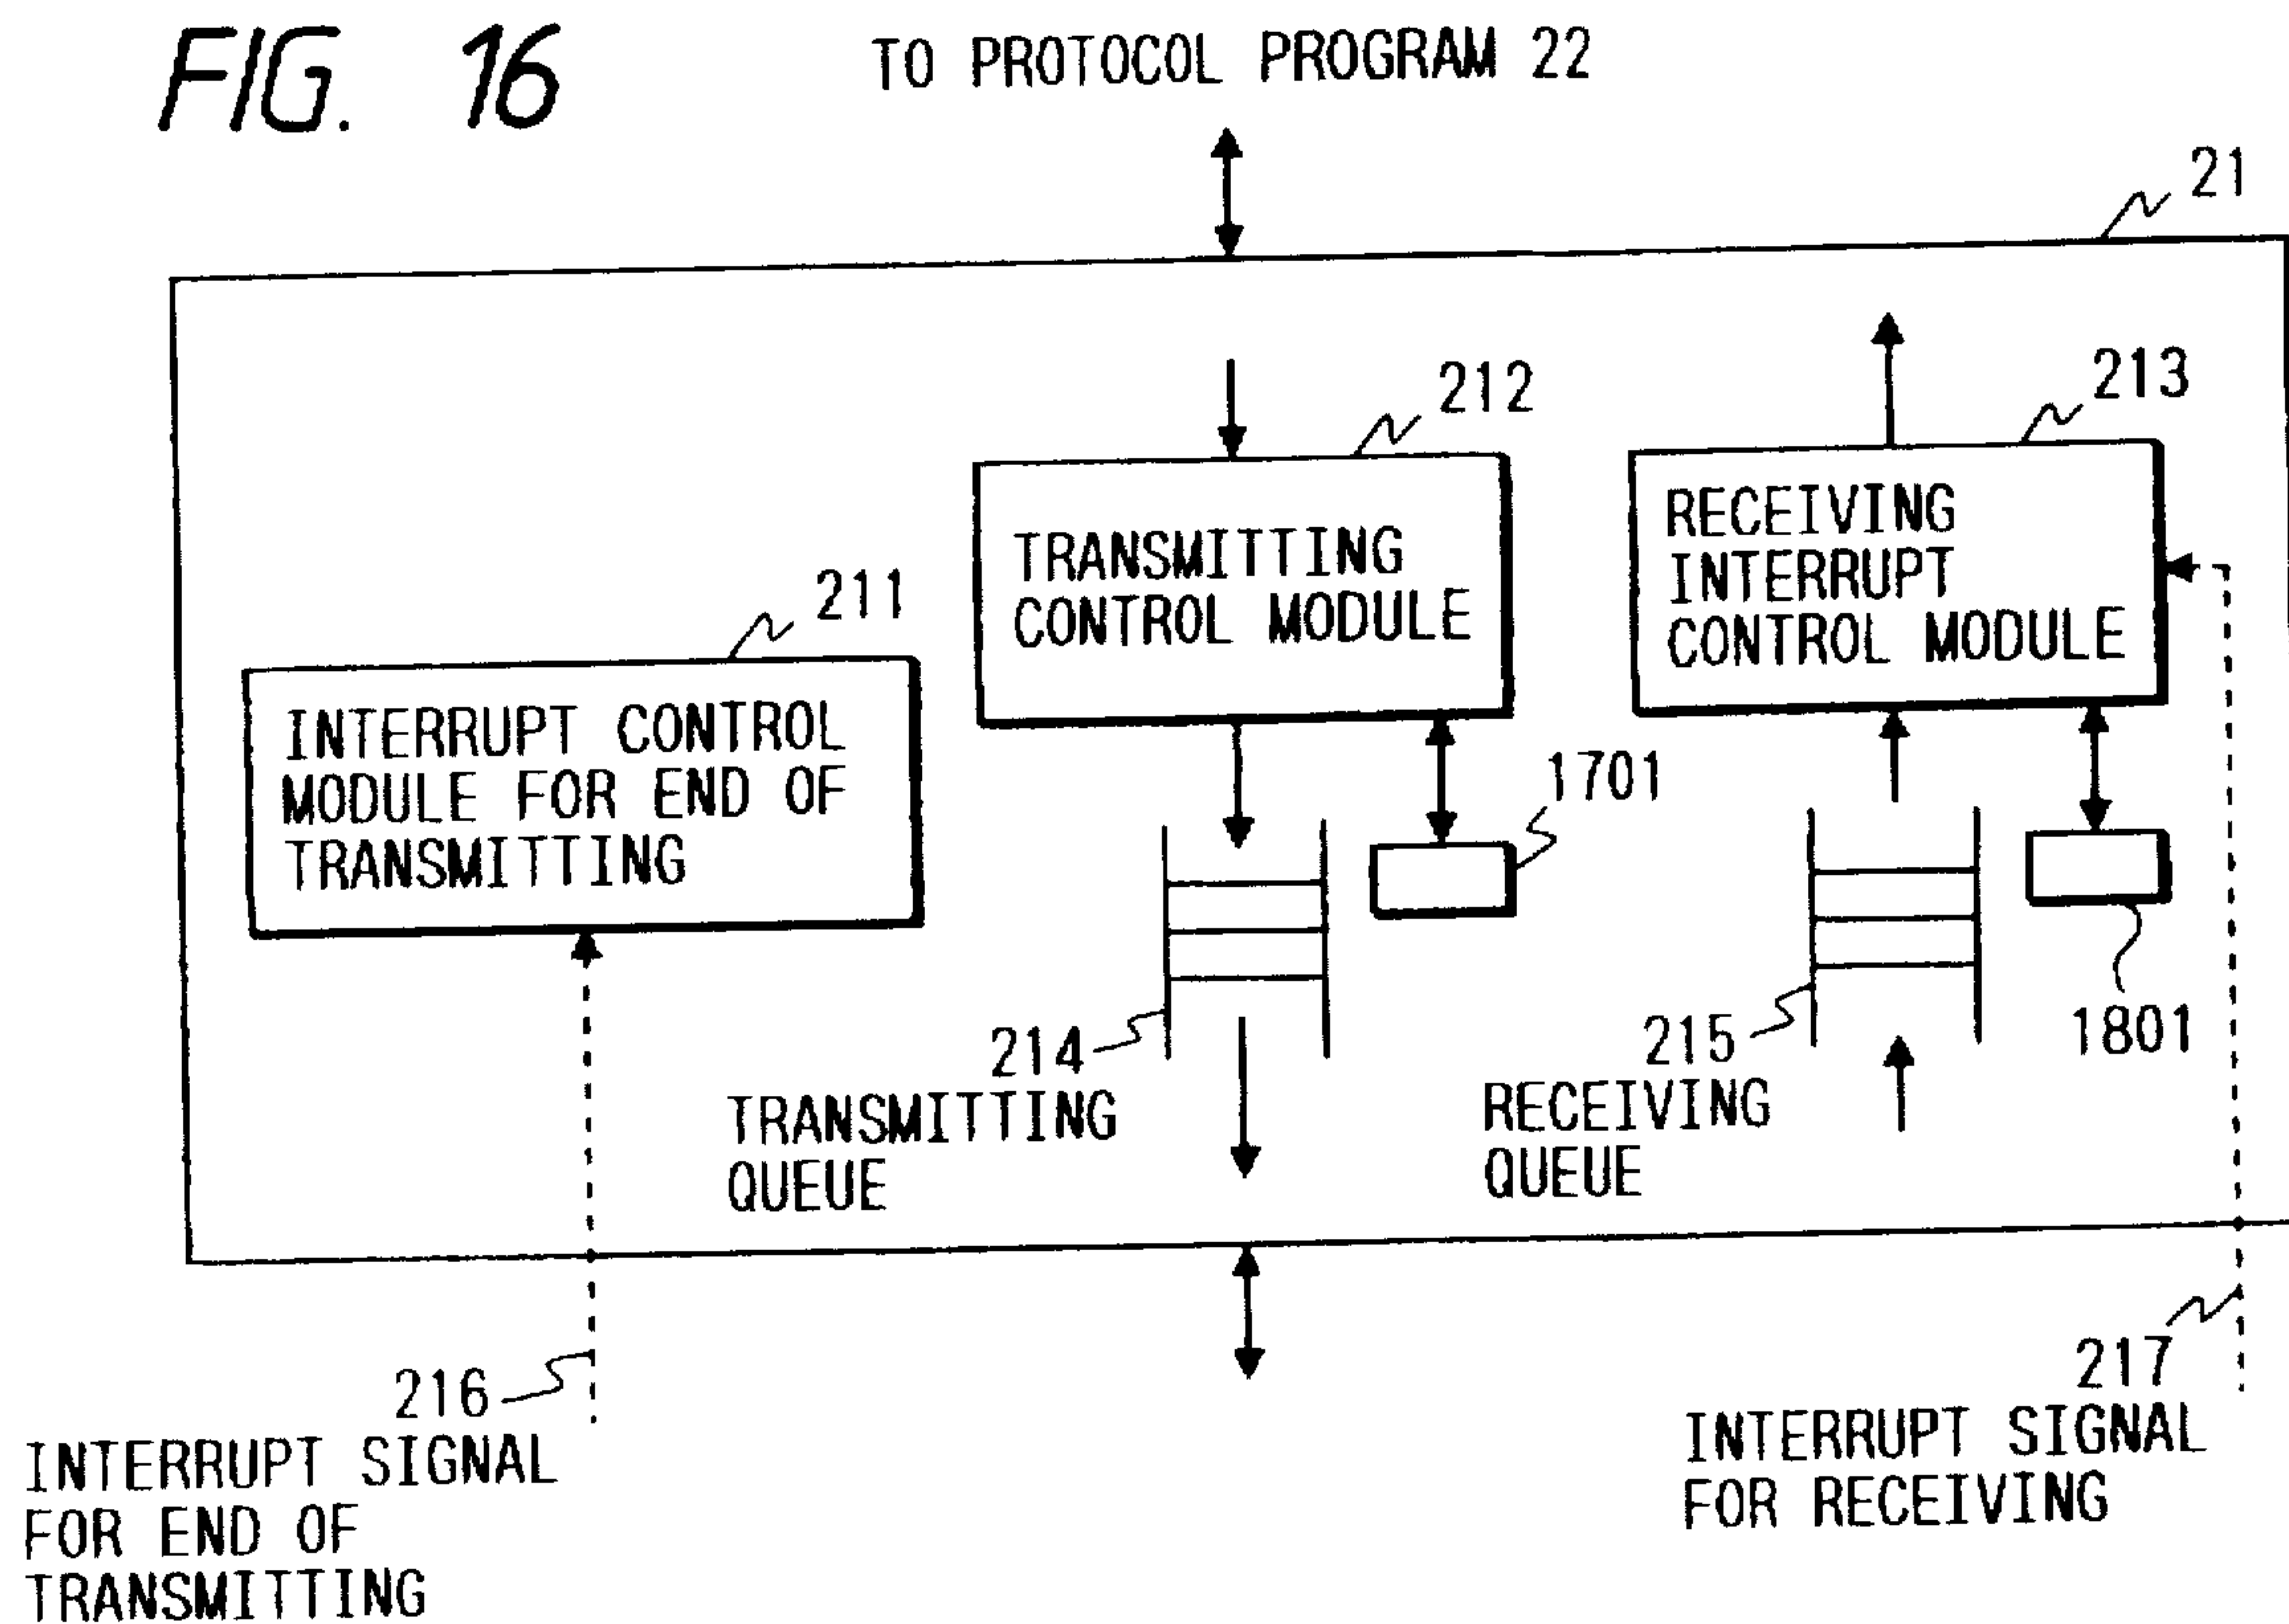 FIG. 16
TO PROTOCOL PROGRAM 22
21
212
213
TRANSMITTING
CONTROL MODULE
RECEIVING
INTERRUPT
CONTROL MODULE
211
INTERRUPT CONTROL
MODULE FOR END OF
TRANSMITTING
1701
1801
214
TRANSMITTING
QUEUE
215
RECEIVING
QUEUE
216
INTERRUPT SIGNAL
FOR END OF
TRANSMITTING
217
INTERRUPT SIGNAL
FOR RECEIVING